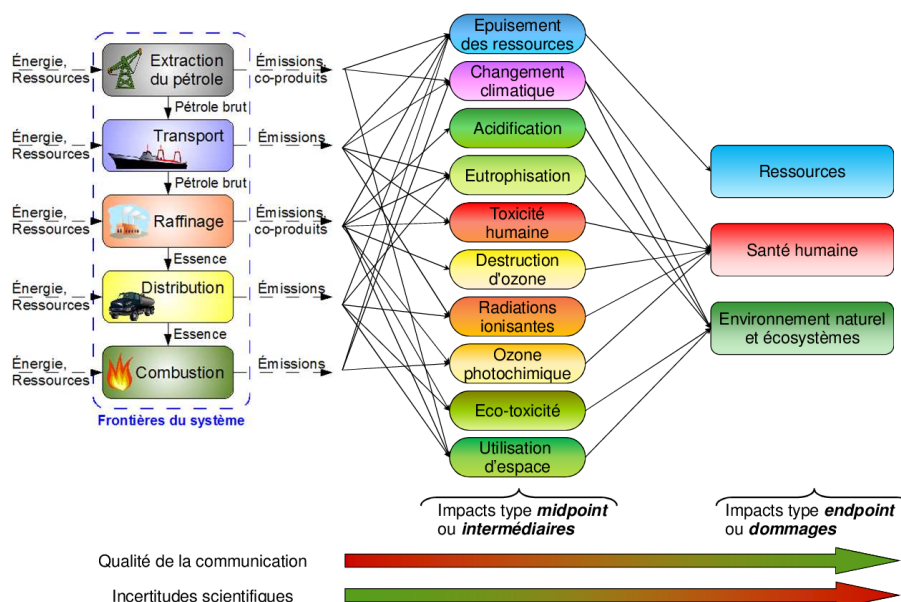 Énergie,
Ressources
Extraction
du pétrole
Émissions,
co-produits
Pétrole brut
Énergie,
Ressources
Transport
Émissions
Pétrole brut
Énergie,
Ressources
Raffinage
Émissions,
co-produits
Essence
Énergie,
Ressources
Distribution
Émissions
Essence
Énergie,
Ressources
Combustion
Émissions
Frontières du système
Epuisement
des ressources
Changement
climatique
Acidification
Eutrophisation
Toxicité
humaine
Destruction
d'ozone
Radiations
ionisantes
Ozone
photochimique
Eco-toxicité
Utilisation
d'espace
Ressources
Santé humaine
Environnement naturel
et écosystèmes
Impacts type midpoint
ou intermédiaires
Impacts type endpoint
ou dommages
Qualité de la communication
Incertitudes scientifiques